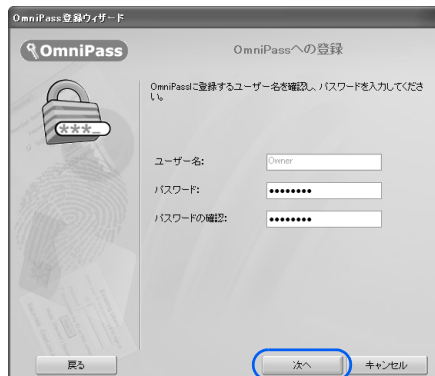 OmniPass登録ウィザード
OmniPass
OmniPassへの登録
OmniPassに登録するユーザー名を確認し、パスワードを入力してくださ
い。
***_
ユーザー名:
Owner
パスワード:
••••••••
パスワードの確認:
••••••••
戻る
次へ
キャンセル